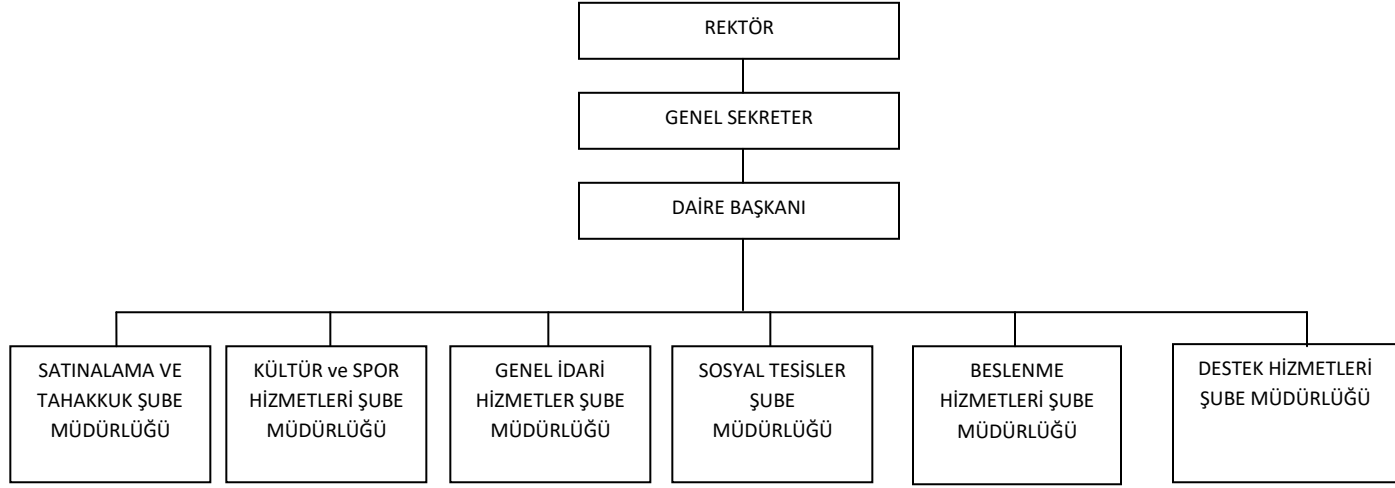 REKTÖR
GENEL SEKRETER
DAİRE BAŞKANI
SATINALAMA VE
TAHAKKUK ŞUBE
MÜDÜRLÜĞÜ
KÜLTÜR ve SPOR
HİZMETLERİ ŞUBE
MÜDÜRLÜĞÜ
GENEL İDARİ
HİZMETLER ŞUBE
MÜDÜRLÜĞÜ
SOSYAL TESİSLER
ŞUBE
MÜDÜRLÜĞÜ
BESLENME
HİZMETLERİ ŞUBE
MÜDÜRLÜĞÜ
DESTEK HİZMETLERİ
ŞUBE MÜDÜRLÜĞÜ